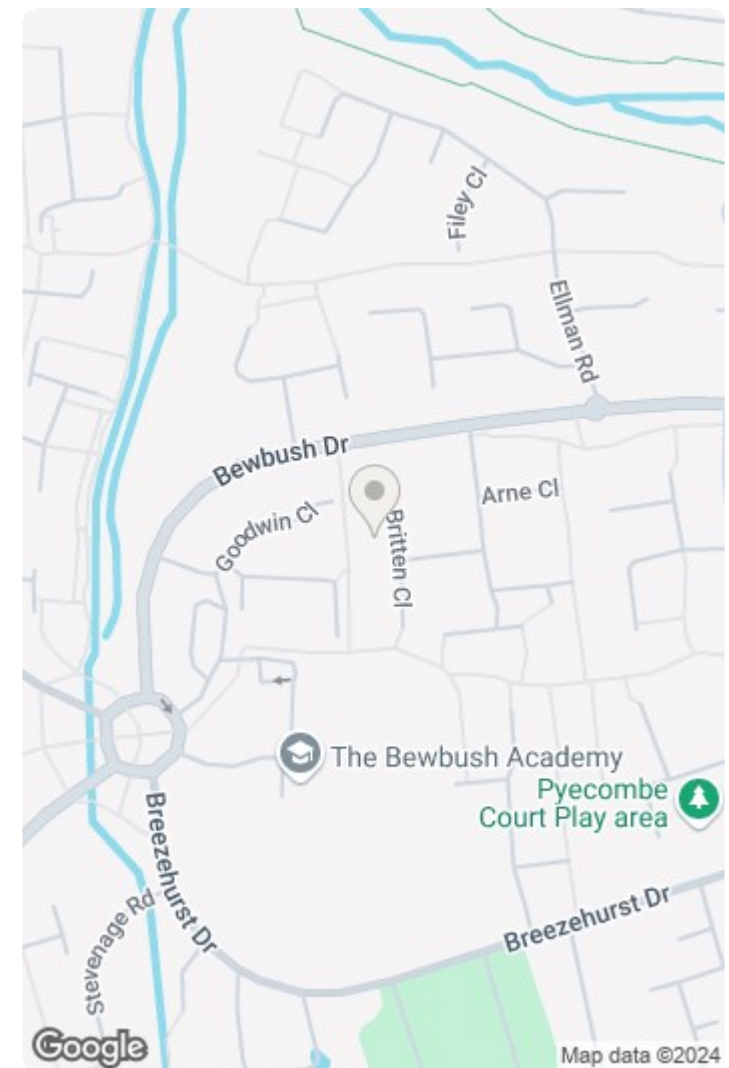 Filey Cl
Ellman Rd
Bewbush Dr
Arne Cl
Goodwin Cl
Britten Cl
The Bewbush Academy
Pyecombe
Court Play area
Breezehurst Dr
Stevenage Rd
Breezehurst Dr
Google
Map data ©2024